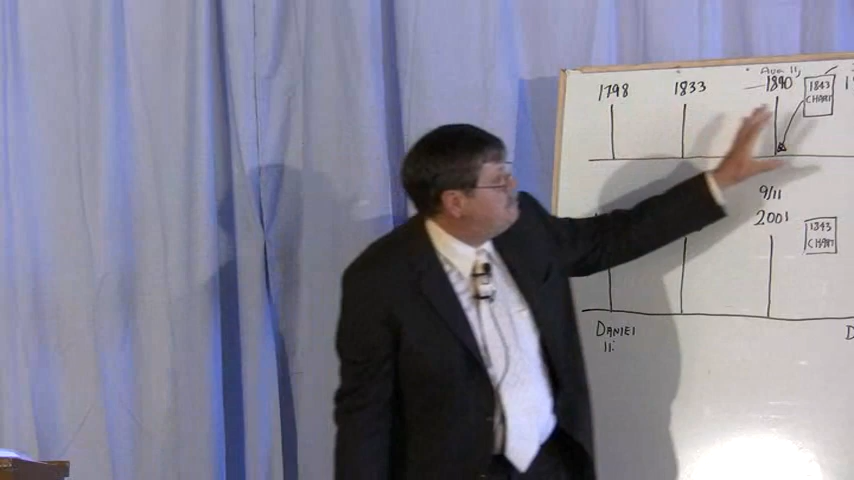 Aug 11,
1798 1833 1840
1843
CHART
9/11
2001
1843
CHART
DANIEL
11: